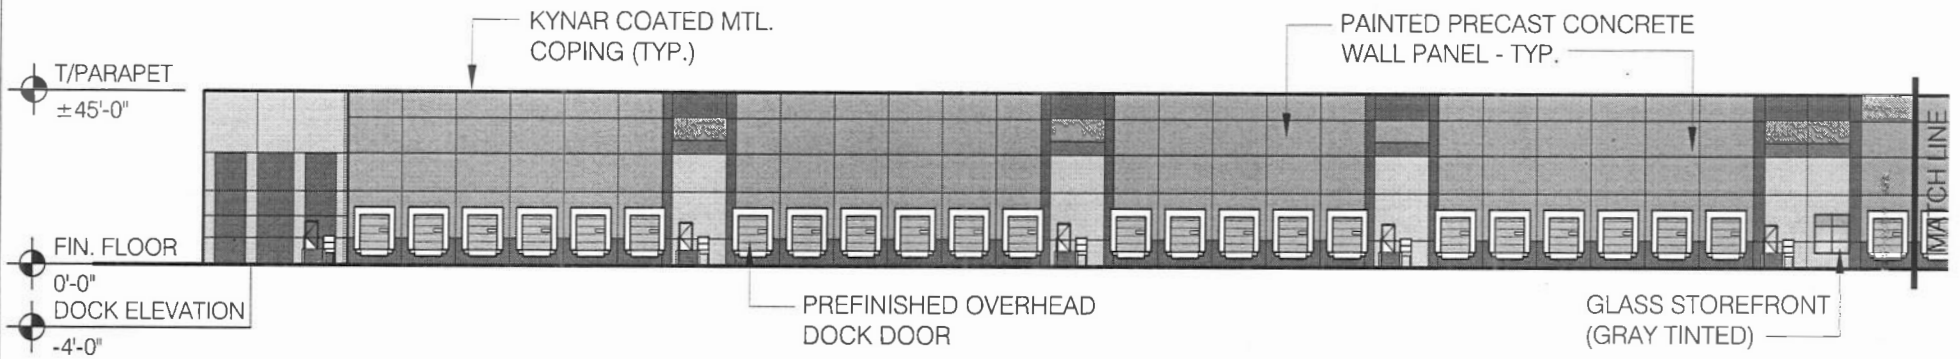 KYNAR COATED MTL.
COPING (TYP.)
PAINTED PRECAST CONCRETE
WALL PANEL - TYP.
T/PARAPET
±45'-0"
MATCH LINE
FIN. FLOOR
0'-0"
DOCK ELEVATION
-4'-0"
PREFINISHED OVERHEAD
DOCK DOOR
GLASS STOREFRONT
(GRAY TINTED)